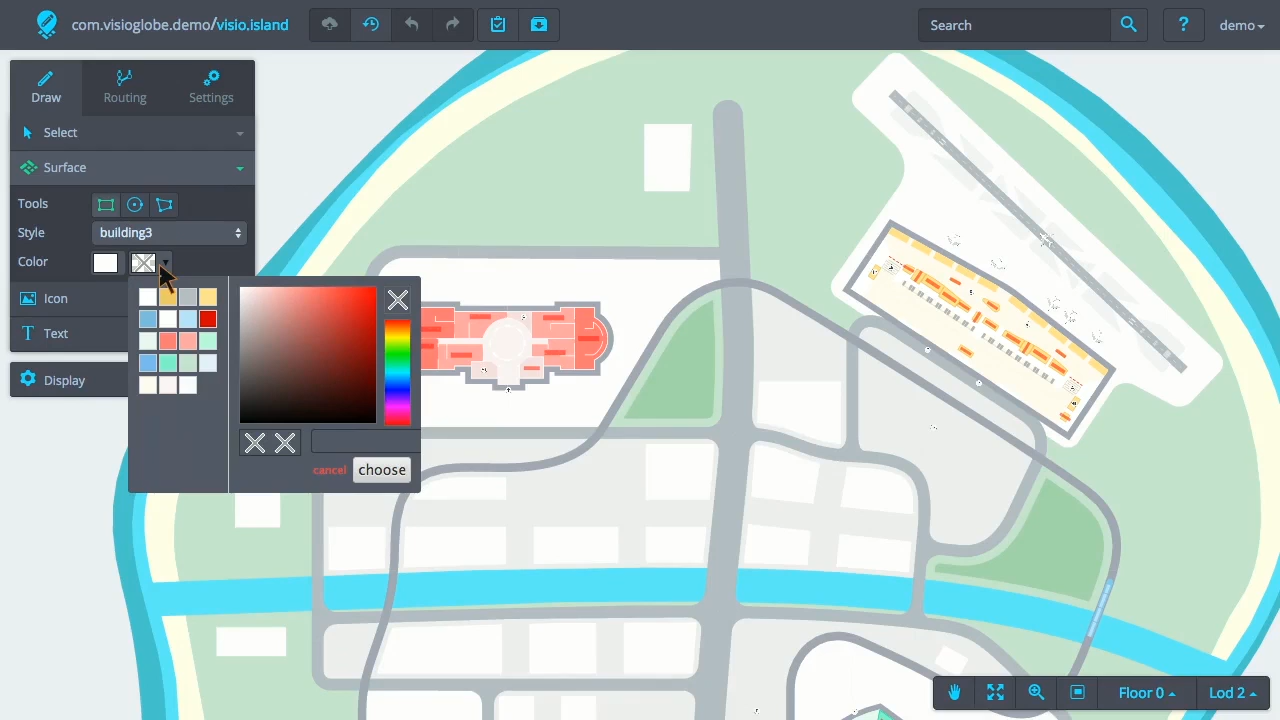 com.visioglobe.demo/visio.island
Search
?
demo
Draw
Routing
Settings
Select
Surface
Tools
Style
building3
Color
Icon
T Text
Display
cancel
choose
Floor 0
Lod 2